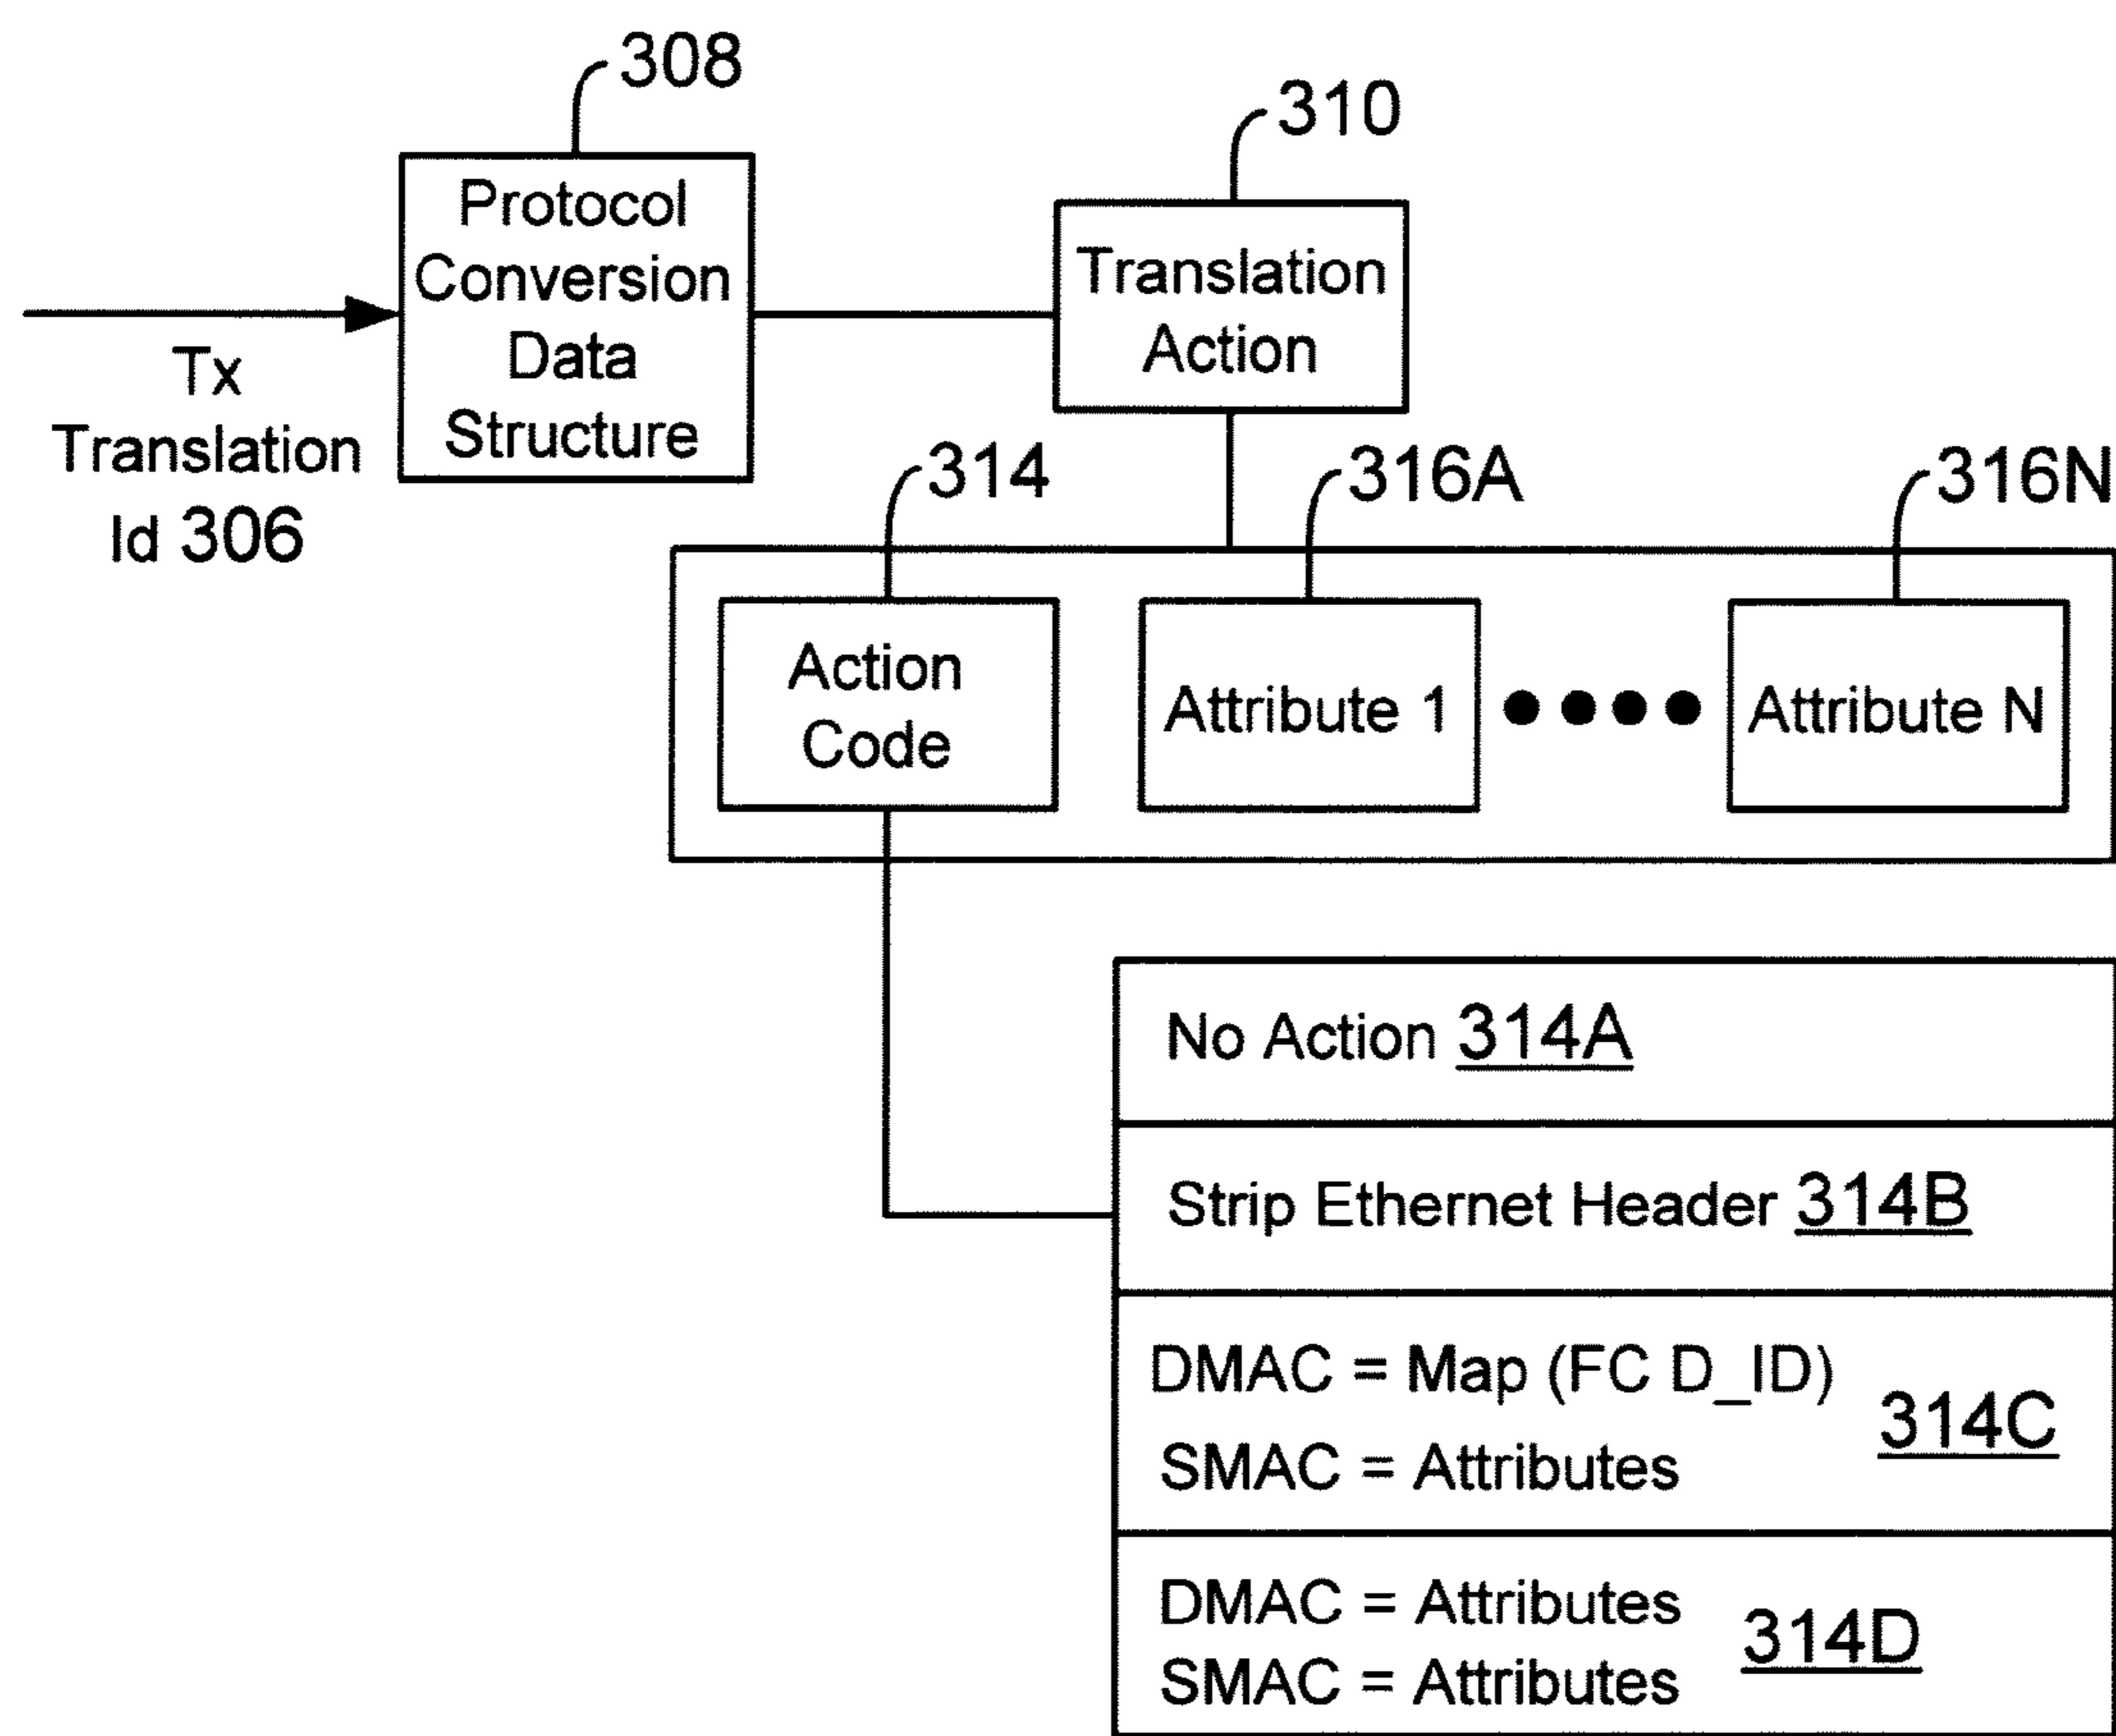 308
310
Protocol
Conversion
Data
Structure
Translation
Action
Tx
Translation
Id 306
314
316A
316N
Action
Code
Attribute 1
Attribute N
No Action 314A
Strip Ethernet Header 314B
DMAC = Map (FC D_ID)
SMAC = Attributes
314C
DMAC = Attributes
SMAC = Attributes
314D